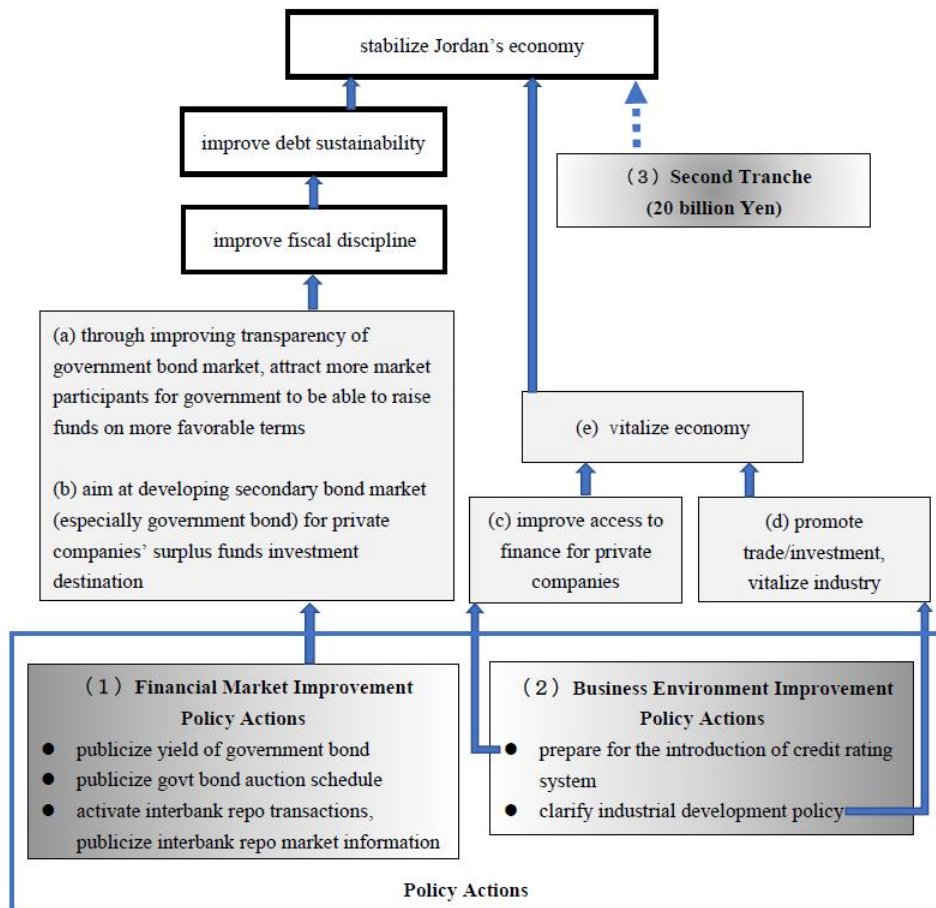 stabilize Jordan’s economy
improve debt sustainability
（3）Second Tranche
(20 billion Yen)
improve fiscal discipline
(a) through improving transparency of
government bond market, attract more market
participants for government to be able to raise
funds on more favorable terms
(b) aim at developing secondary bond market
(especially government bond) for private
companies’ surplus funds investment
destination
(e) vitalize economy
(c) improve access to
finance for private
companies
(d) promote
trade/investment,
vitalize industry
（1）Financial Market Improvement
Policy Actions
● publicize yield of government bond
● publicize govt bond auction schedule
● activate interbank repo transactions,
publicize interbank repo market information
（2）Business Environment Improvement
Policy Actions
● prepare for the introduction of credit rating
system
● clarify industrial development policy
Policy Actions